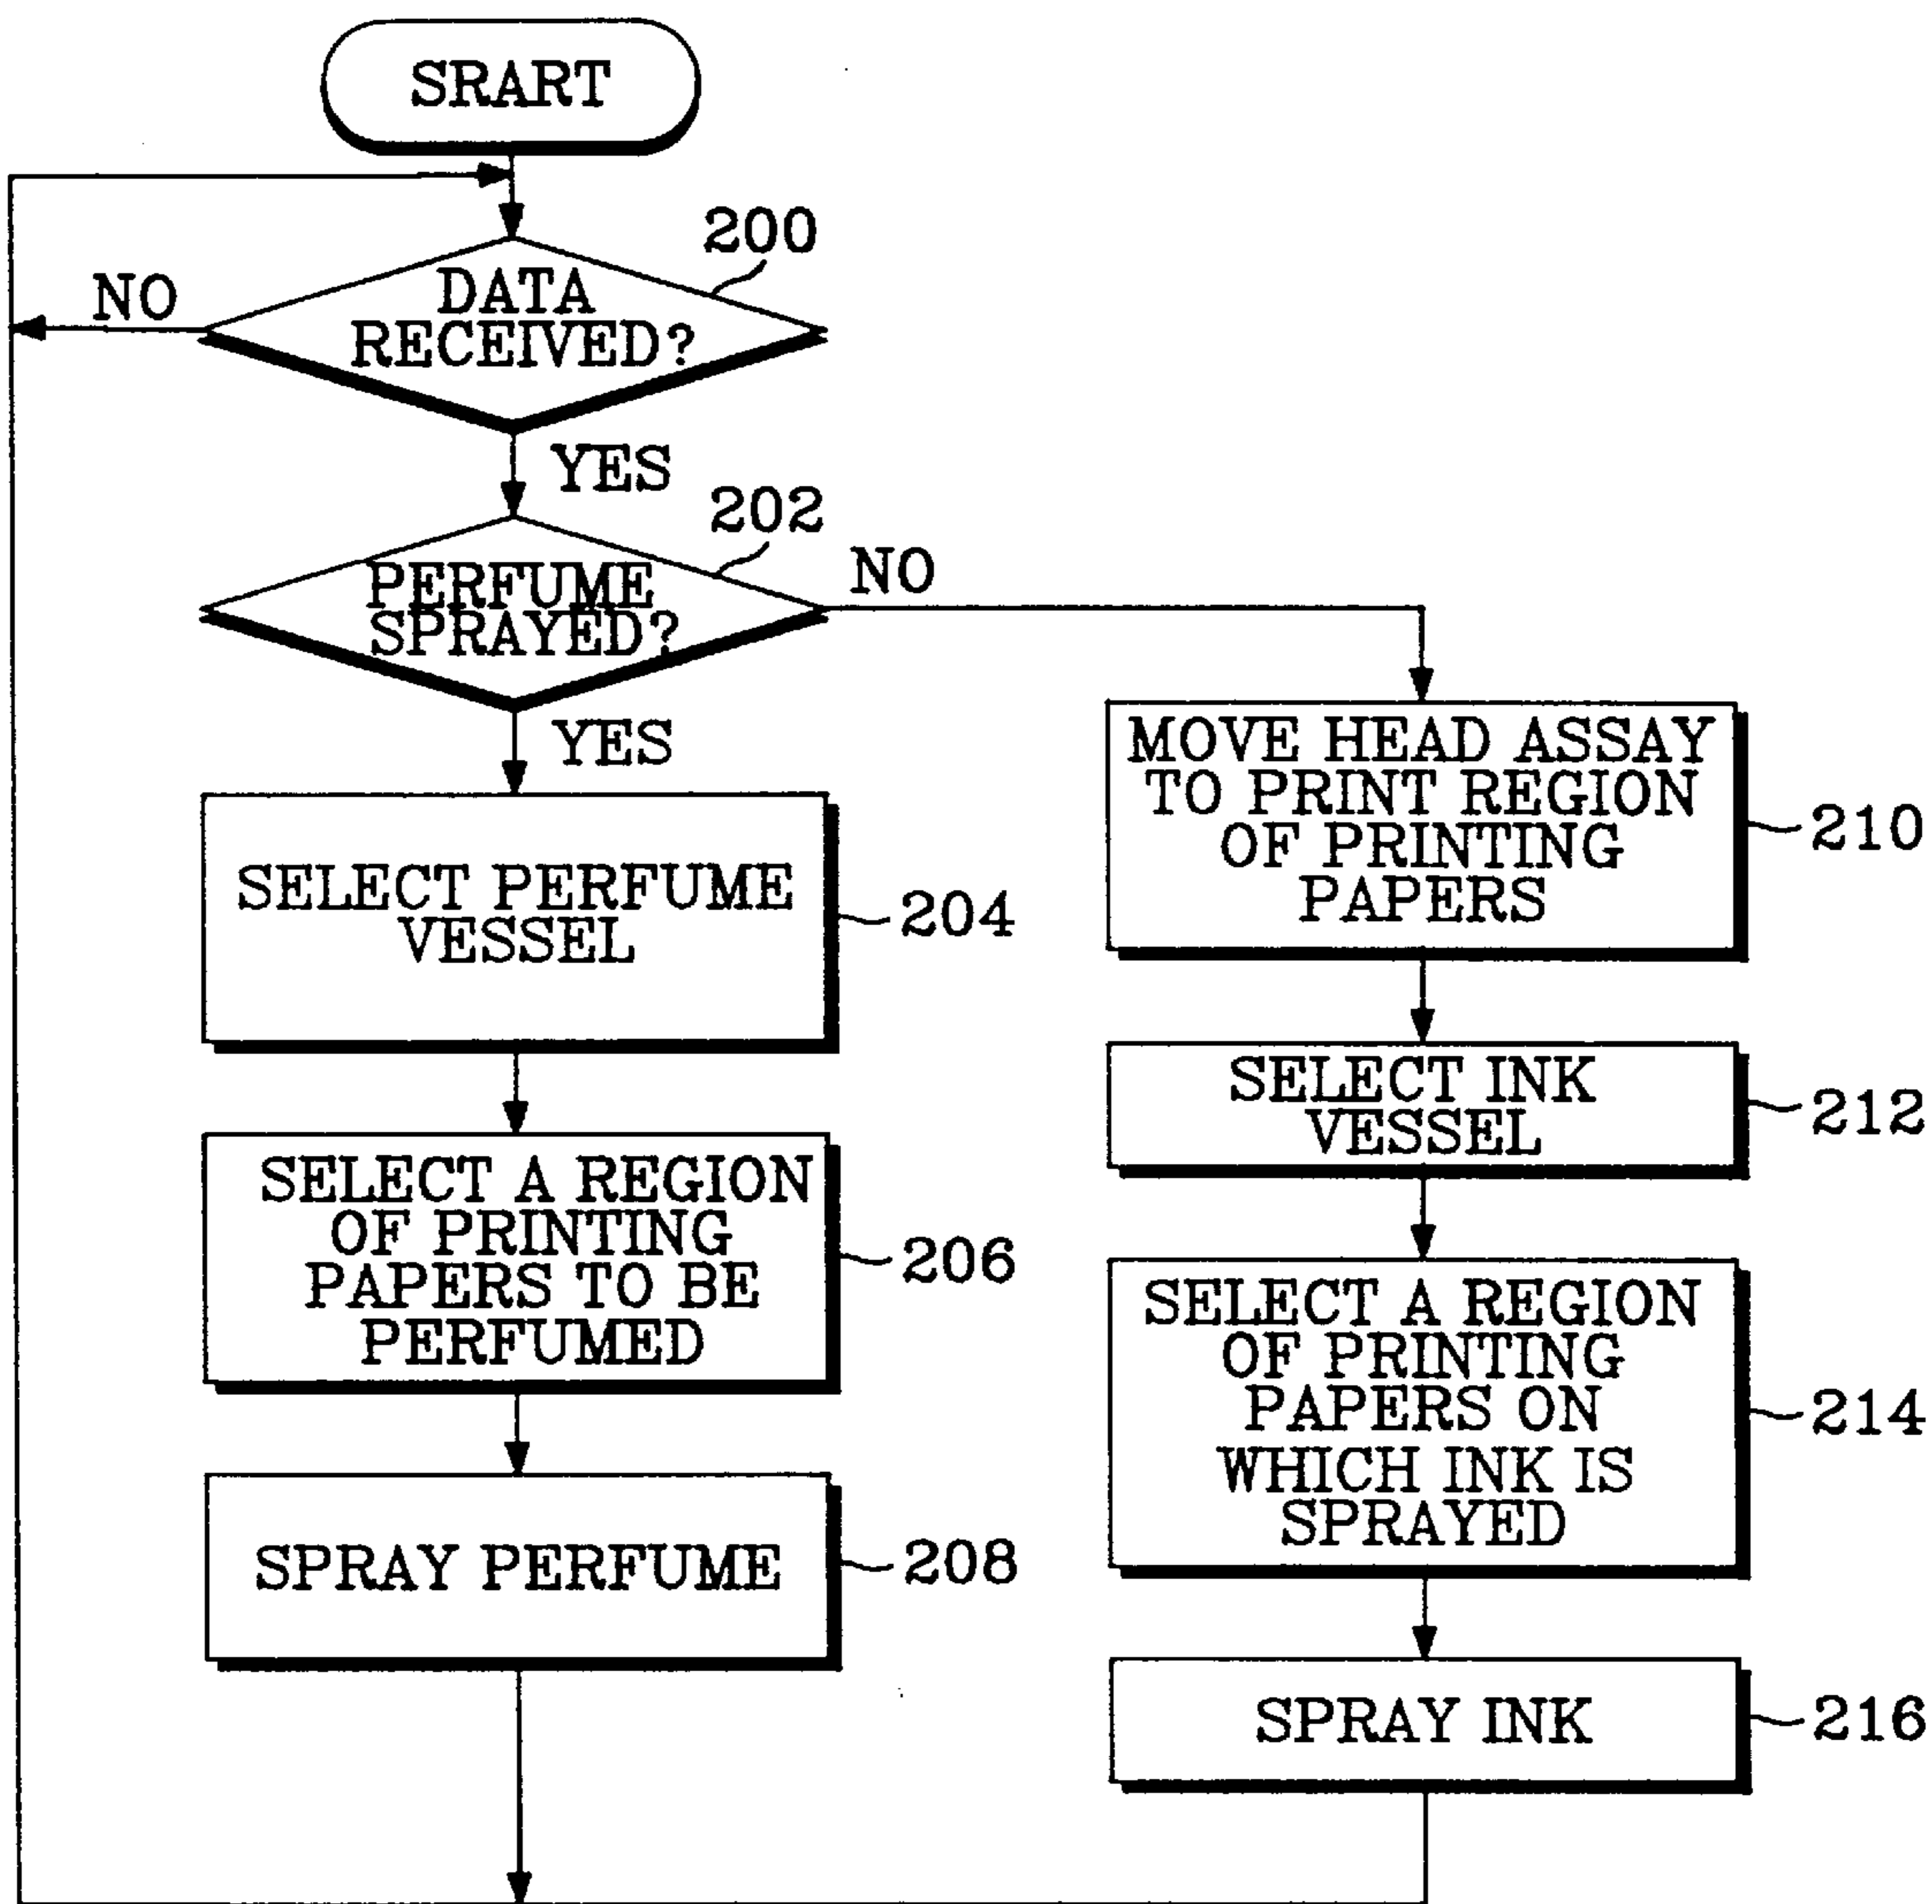 SRART
200
NO
DATA
RECEIVED?
YES
202
PERFUME
SPRAYED?
NO
YES
SELECT PERFUME
VESSEL
204
SELECT A REGION
OF PRINTING
PAPERS TO BE
PERFUMED
206
SPRAY PERFUME
208
MOVE HEAD ASSAY
TO PRINT REGION
OF PRINTING
PAPERS
210
SELECT INK
VESSEL
212
SELECT A REGION
OF PRINTING
PAPERS ON
WHICH INK IS
SPRAYED
214
SPRAY INK
216